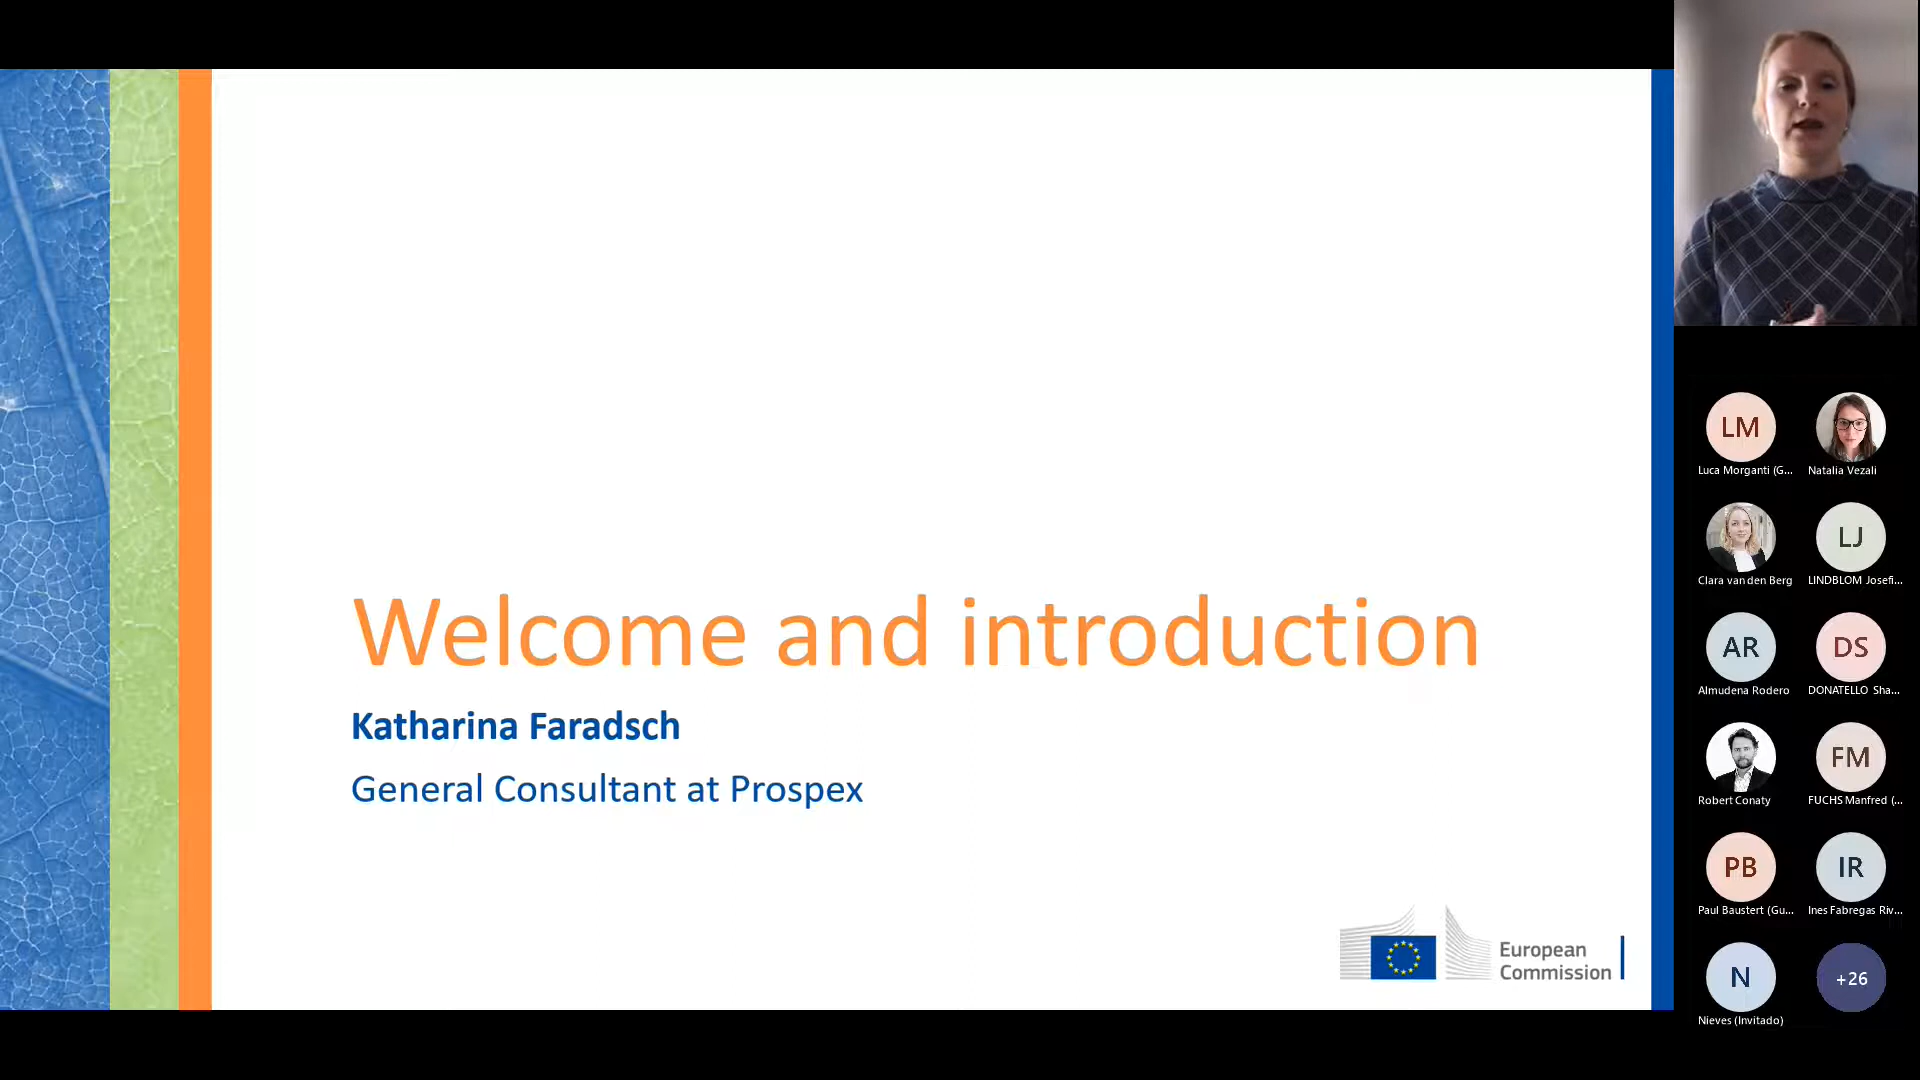 Welcome and introduction
Katharina Faradsch
General Consultant at Prospex
European
Commission
LM
Luca Morganti (G...
Natalia Vezali
Clara van den Berg
LJ
LINDBLOM Josefi...
AR
Almudena Rodero
DS
DONATELLO Sha...
Robert Conaty
FM
FUCHS Manfred (...
PB
Paul Baustert (Gu...
IR
Ines Fabregas Riv...
N
Nieves (Invitado)
+26